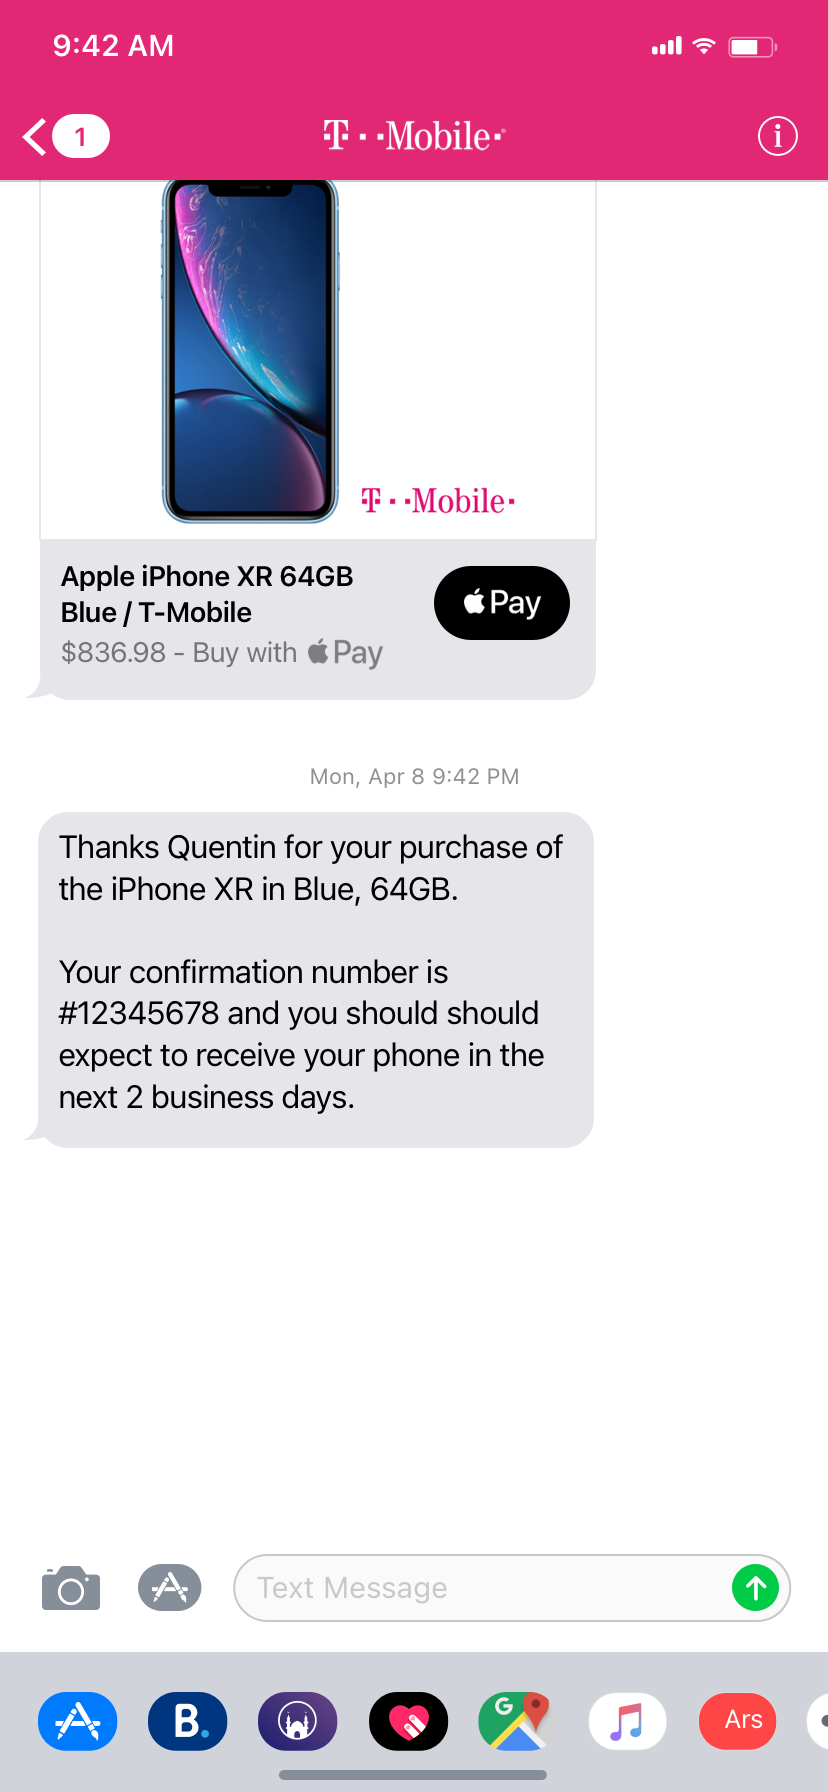 9:42 AM
1
T··Mobile·
T··Mobile·
Apple iPhone XR 64GB
Blue / T-Mobile
Pay
$836.98 - Buy with Pay
Mon, Apr 8 9:42 PM
Thanks Quentin for your purchase of
the iPhone XR in Blue, 64GB.
Your confirmation number is
#12345678 and you should should
expect to receive your phone in the
next 2 business days.
Text Message
B.
G
Ars